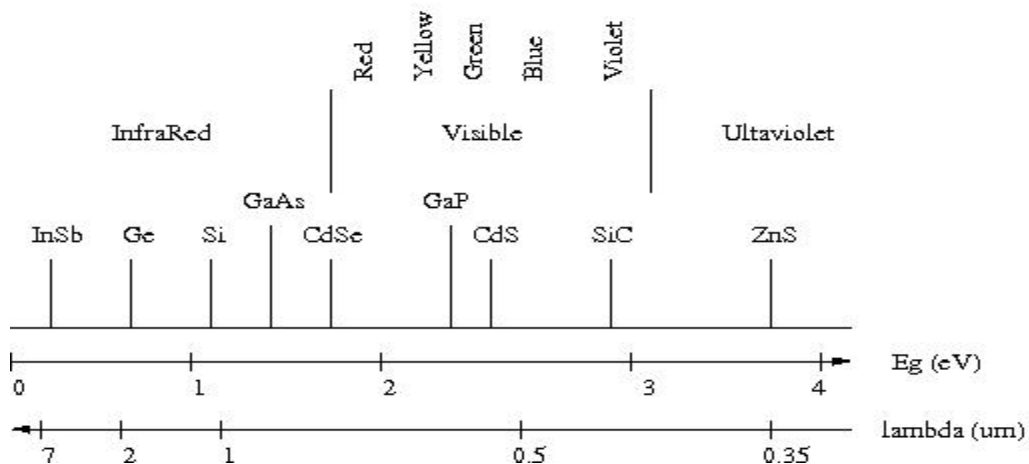 Red Yellow Green Blue Violet
InfraRed Visible Ultaviolet
GaAs GaP
InSb Ge Si CdSe CdS SiC ZnS
0 1 2 3 4 Eg (eV)
7 2 1 0.5 0.35 lambda (um)